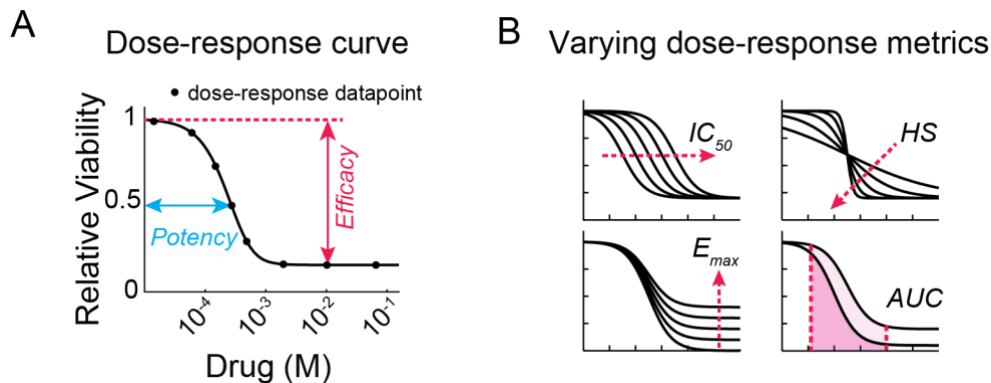 A
Dose-response curve
dose-response datapoint
Relative Viability
1
0.5
0
Potency
Efficacy
10⁻⁴
10⁻³
10⁻²
10⁻¹
Drug (M)
B
Varying dose-response metrics
IC₅₀
HS
Eₘₐₓ
AUC